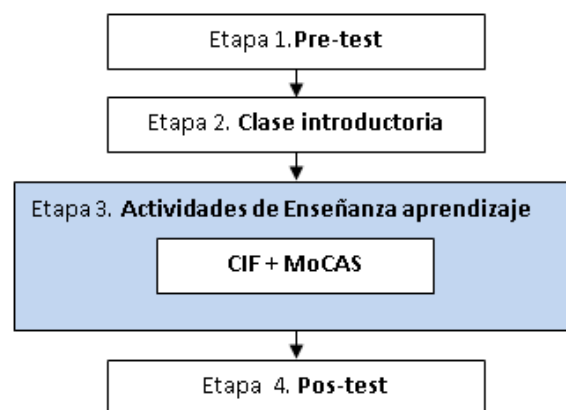 Etapa 1.Pre-test
Etapa 2. Clase introductoria
Etapa 3. Actividades de Enseñanza aprendizaje
CIF + MoCAS
Etapa 4. Pos-test